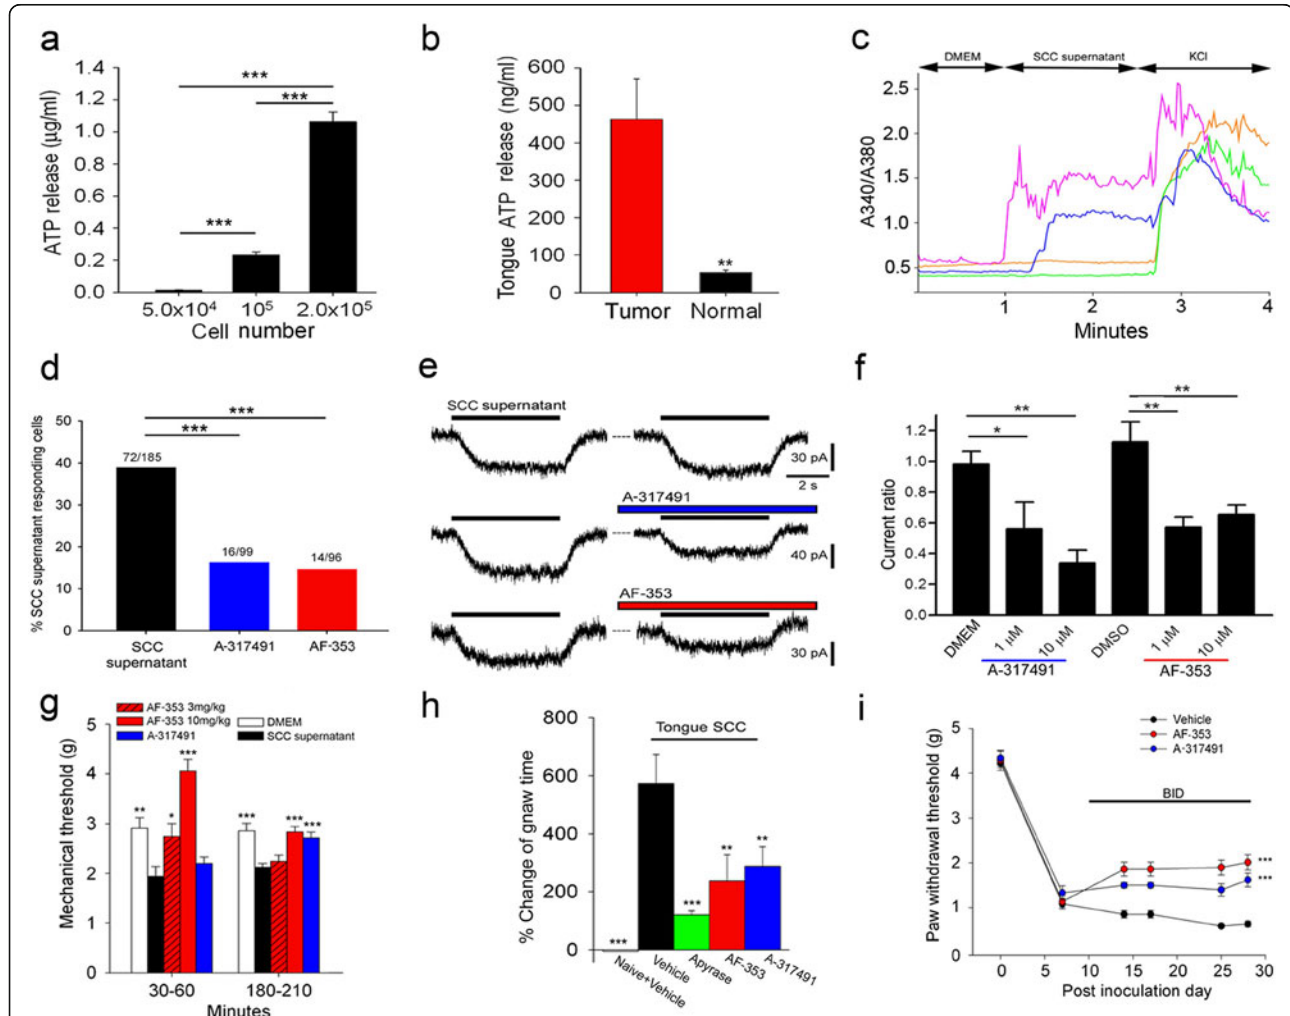 a
ATP release (µg/ml)
1.4
1.2
1.0
0.8
0.6
0.4
0.2
0.0
***
***
***
5.0x10⁴ 10⁵ 2.0x10⁵
Cell number
b
Tongue ATP release (ng/ml)
600
500
400
300
200
100
0
**
Tumor Normal
c
DMEM SCC supernatant KCl
A340/A380
2.5
2.0
1.5
1.0
0.5
1 2 3 4
Minutes
d
% SCC supernatant responding cells
50
40
30
20
10
0
***
***
72/185
16/99
14/96
SCC supernatant A-317491 AF-353
e
SCC supernatant
30 pA
2 s
A-317491
40 pA
AF-353
30 pA
f
Current ratio
1.2
1.0
0.8
0.6
0.4
0.2
0.0
**
*
**
**
DMEM 1 µM 10 µM DMSO 1 µM 10 µM
A-317491 AF-353
g
AF-353 3mg/kg
AF-353 10mg/kg DMEM
A-317491 SCC supernatant
Mechanical threshold (g)
5
4
3
2
1
0
** * *** *** *** ***
30-60 180-210
Minutes
h
% Change of gnaw time
800
600
400
200
0
Tongue SCC
*** *** ** **
Naive+Vehicle Vehicle Apyrase AF-353 A-317491
i
Vehicle
AF-353
A-317491
Paw withdrawal threshold (g)
5
4
3
2
1
0
BID
***
***
0 5 10 15 20 25 30
Post inoculation day